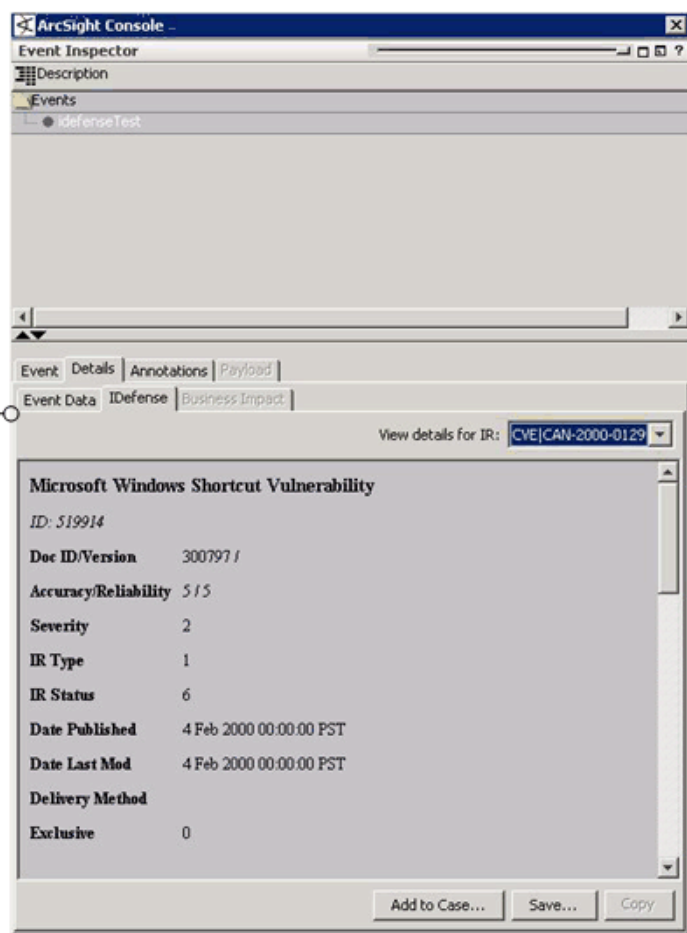 ArcSight Console -
Event Inspector ?
Description
Events
idefenseTest
Event Details Annotations Payload
Event Data IDefense Business Impact
View details for IR: CVE|CAN-2000-0129
Microsoft Windows Shortcut Vulnerability
ID: 519914
Doc ID/Version 300797 /
Accuracy/Reliability 5 / 5
Severity 2
IR Type 1
IR Status 6
Date Published 4 Feb 2000 00:00:00 PST
Date Last Mod 4 Feb 2000 00:00:00 PST
Delivery Method
Exclusive 0
Add to Case... Save... Copy